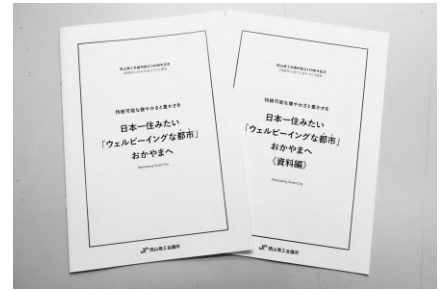 持続可能な健やかさと豊かさを
日本一住みたい
「ウェルビーイングな都市」
おかやまへ
岡山商工会議所
持続可能な健やかさと豊かさを
日本一住みたい
「ウェルビーイングな都市」
おかやまへ
《資料編》
岡山商工会議所